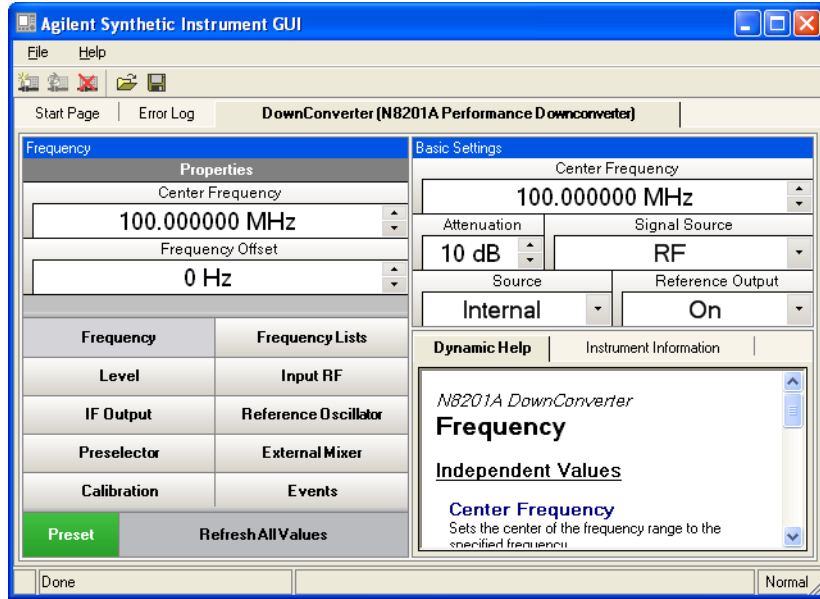 Agilent Synthetic Instrument GUI
File Help
Start Page Error Log DownConverter (N8201A Performance Downconverter)
Frequency
Properties
Center Frequency
100.000000 MHz
Frequency Offset
0 Hz
Frequency Frequency Lists
Level Input RF
IF Output Reference Oscillator
Preselector External Mixer
Calibration Events
Preset Refresh All Values
Basic Settings
Center Frequency
100.000000 MHz
Attenuation Signal Source
10 dB RF
Source Reference Output
Internal On
Dynamic Help Instrument Information
N8201A DownConverter
Frequency
Independent Values
Center Frequency
Sets the center of the frequency range to the
specified frequency
Done Normal